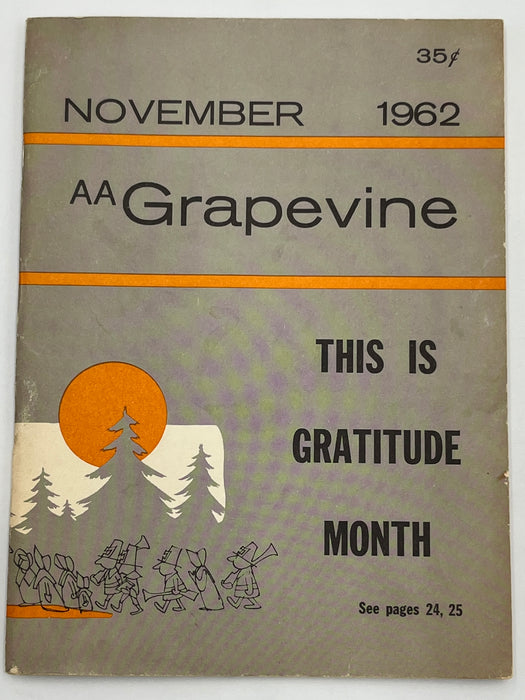 35¢
NOVEMBER 1962
AA Grapevine
THIS IS
GRATITUDE
MONTH
See pages 24, 25